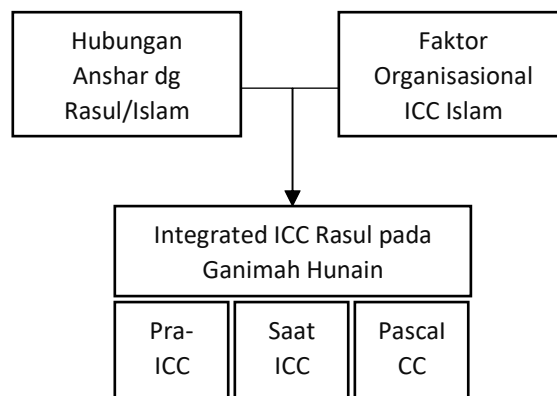 Hubungan
Anshar dg
Rasul/Islam
Faktor
Organisasional
ICC Islam
Integrated ICC Rasul pada
Ganimah Hunain
Pra-
ICC
Saat
ICC
PascaI
CC